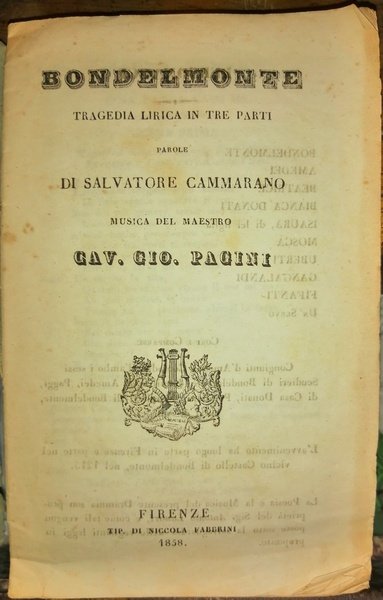 BONDELMONTE
TRAGEDIA LIRICA IN TRE PARTI
PAROLE
DI SALVATORE CAMMARANO
MUSICA DEL MAESTRO
CAV. GIO. PACINI
FIRENZE
TIP. DI NICCOLA FABBRINI
1858.